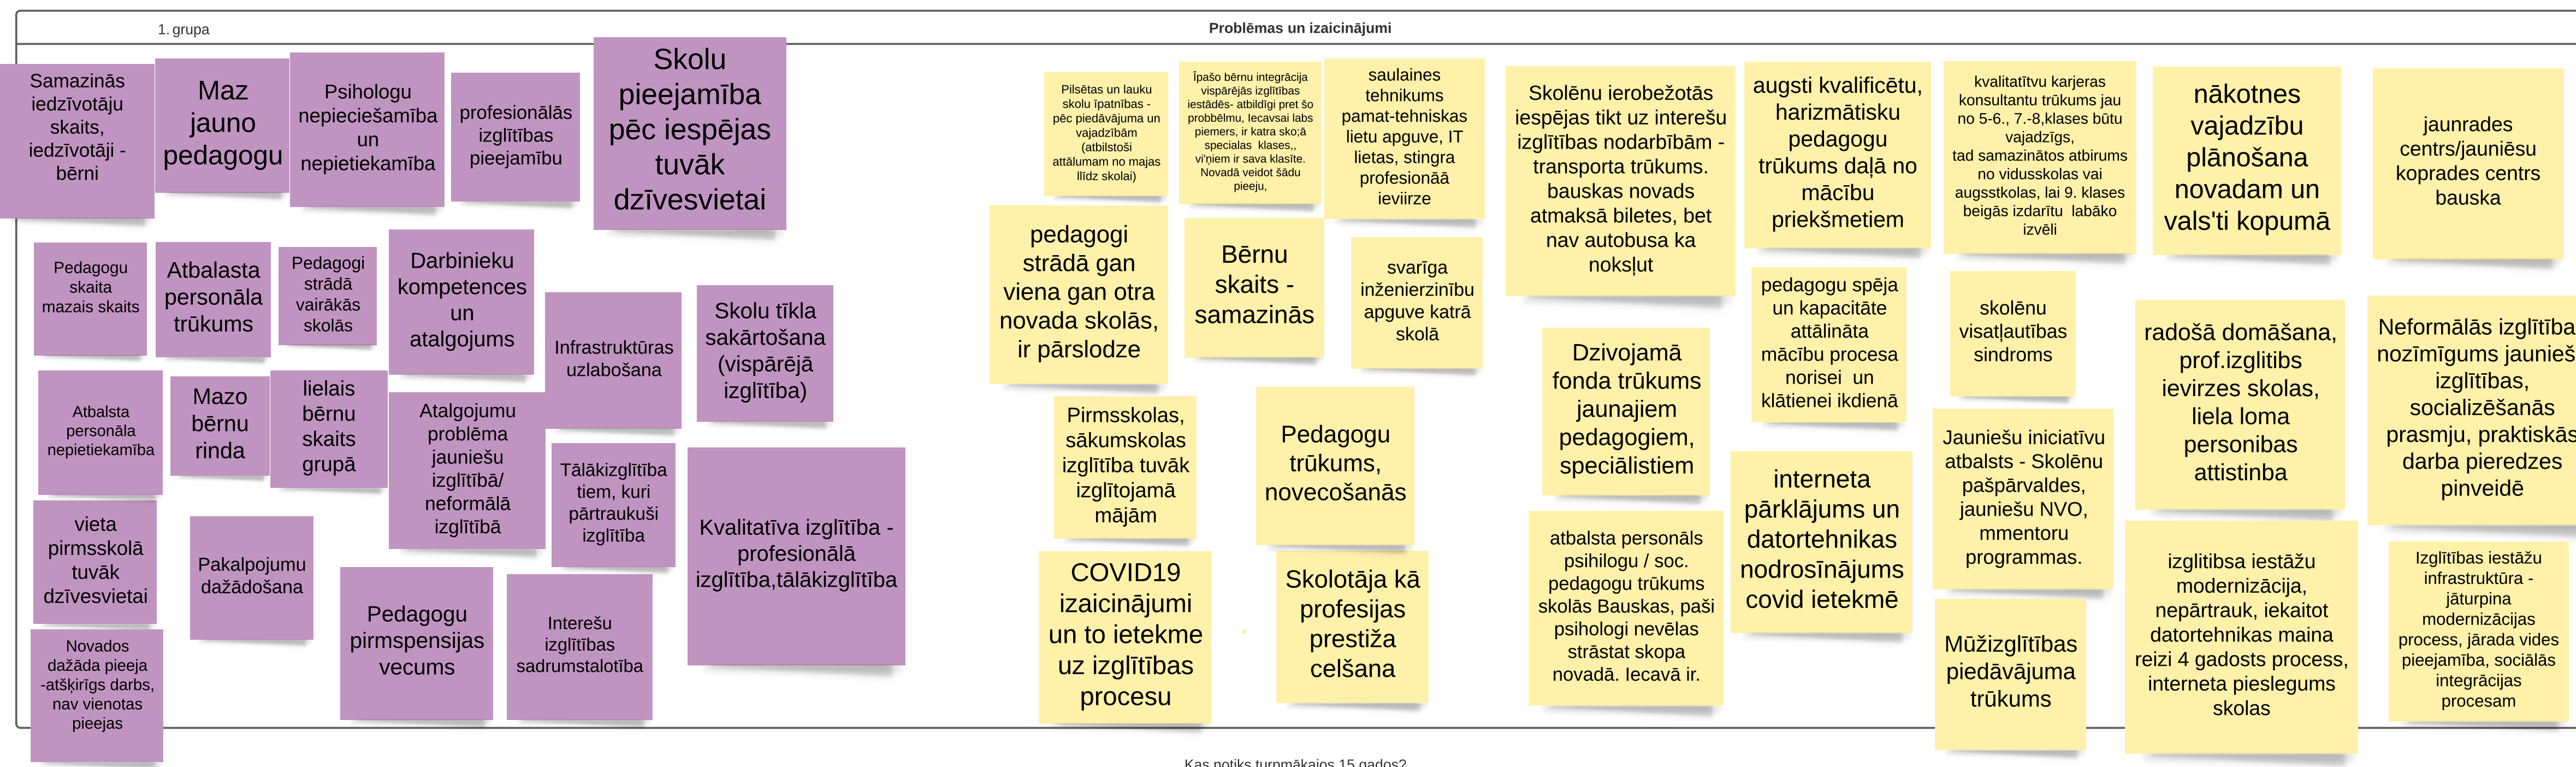 1. grupa
Problēmas un izaicinājumi
Samazinās
iedzīvotāju
skaits,
iedzīvotāji -
bērni
Maz
jauno
pedagogu
Psihologu
nepieciešamība
un
nepietiekamība
profesionālās
izglītības
pieejamību
Skolu
pieejamība
pēc iespējas
tuvāk
dzīvesvietai
Pedagogu
skaita
mazais skaits
Atbalasta
personāla
trūkums
Pedagogi
strādā
vairākās
skolās
Darbinieku
kompetences
un
atalgojums
Infrastruktūras
uzlabošana
Skolu tīkla
sakārtošana
(vispārējā
izglītība)
Atbalsta
personāla
nepietiekamība
Mazo
bērnu
rinda
lielais
bērnu
skaits
grupā
Atalgojumu
problēma
jauniešu
izglītībā/
neformālā
izglītībā
Tālākizglītība
tiem, kuri
pārtraukuši
izglītība
Kvalitatīva izglītība -
profesionālā
izglītība,tālākizglītība
vieta
pirmsskolā
tuvāk
dzīvesvietai
Pakalpojumu
dažādošana
Pedagogu
pirmspensijas
vecums
Interešu
izglītības
sadrumstalotība
Novados
dažāda pieeja
-atšķirīgs darbs,
nav vienotas
pieejas
Pilsētas un lauku
skolu īpatnības -
pēc piedāvājuma un
vajadzībām
(atbilstoši
attālumam no majas
llīdz skolai)
Īpašo bērnu integrācija
vispārējās izglītības
iestādēs- atbildīgi pret šo
probbēlmu, Iecavsai labs
piemers, ir katra sko;ā
specialas  klases,,
vi'ņiem ir sava klasīte.
Novadā veidot šādu
pieeju,
saulaines
tehnikums
pamat-tehniskas
lietu apguve, IT
lietas, stingra
profesionāā
ieviirze
pedagogi
strādā gan
viena gan otra
novada skolās,
ir pārslodze
Bērnu
skaits -
samazinās
svarīga
inženierzinību
apguve katrā
skolā
Pirmsskolas,
sākumskolas
izglītība tuvāk
izglītojamā
mājām
Pedagogu
trūkums,
novecošanās
COVID19
izaicinājumi
un to ietekme
uz izglītības
procesu
Skolotāja kā
profesijas
prestiža
celšana
Skolēnu ierobežotās
iespējas tikt uz interešu
izglītības nodarbībām -
transporta trūkums.
bauskas novads
atmaksā biletes, bet
nav autobusa ka
noksļut
augsti kvalificētu,
harizmātisku
pedagogu
trūkums daļā no
mācību
priekšmetiem
kvalitatītvu karjeras
konsultantu trūkums jau
no 5-6., 7.-8,klases būtu
vajadzīgs,
tad samazinātos atbirums
no vidusskolas vai
augsstkolas, lai 9. klases
beigās izdarītu  labāko
izvēli
nākotnes
vajadzību
plānošana
novadam un
vals'ti kopumā
jaunrades
centrs/jauniēsu
koprades centrs
bauska
Dzivojamā
fonda trūkums
jaunajiem
pedagogiem,
speciālistiem
pedagogu spēja
un kapacitāte
attālināta
mācību procesa
norisei  un
klātienei ikdienā
skolēnu
visatļautības
sindroms
radošā domāšana,
prof.izglitibs
ievirzes skolas,
liela loma
personibas
attistinba
Neformālās izglītība
nozīmīgums jaunieš
izglītības,
socializēšanās
prasmju, praktiskās
darba pieredzes
pinveidē
atbalsta personāls
psihilogu / soc.
pedagogu trūkums
skolās Bauskas, paši
psihologi nevēlas
strāstat skopa
novadā. Iecavā ir.
interneta
pārklājums un
datortehnikas
nodrosīnājums
covid ietekmē
Jauniešu iniciatīvu
atbalsts - Skolēnu
pašpārvaldes,
jauniešu NVO,
mmentoru
programmas.
Mūžizglītības
piedāvājuma
trūkums
izglitibsa iestāžu
modernizācija,
nepārtrauk, iekaitot
datortehnikas maina
reizi 4 gadosts process,
interneta pieslegums
skolas
Izglītības iestāžu
infrastruktūra -
jāturpina
modernizācijas
process, jārada vides
pieejamība, sociālās
integrācijas
procesam
Kas notiks turpmākajos 15 gados?